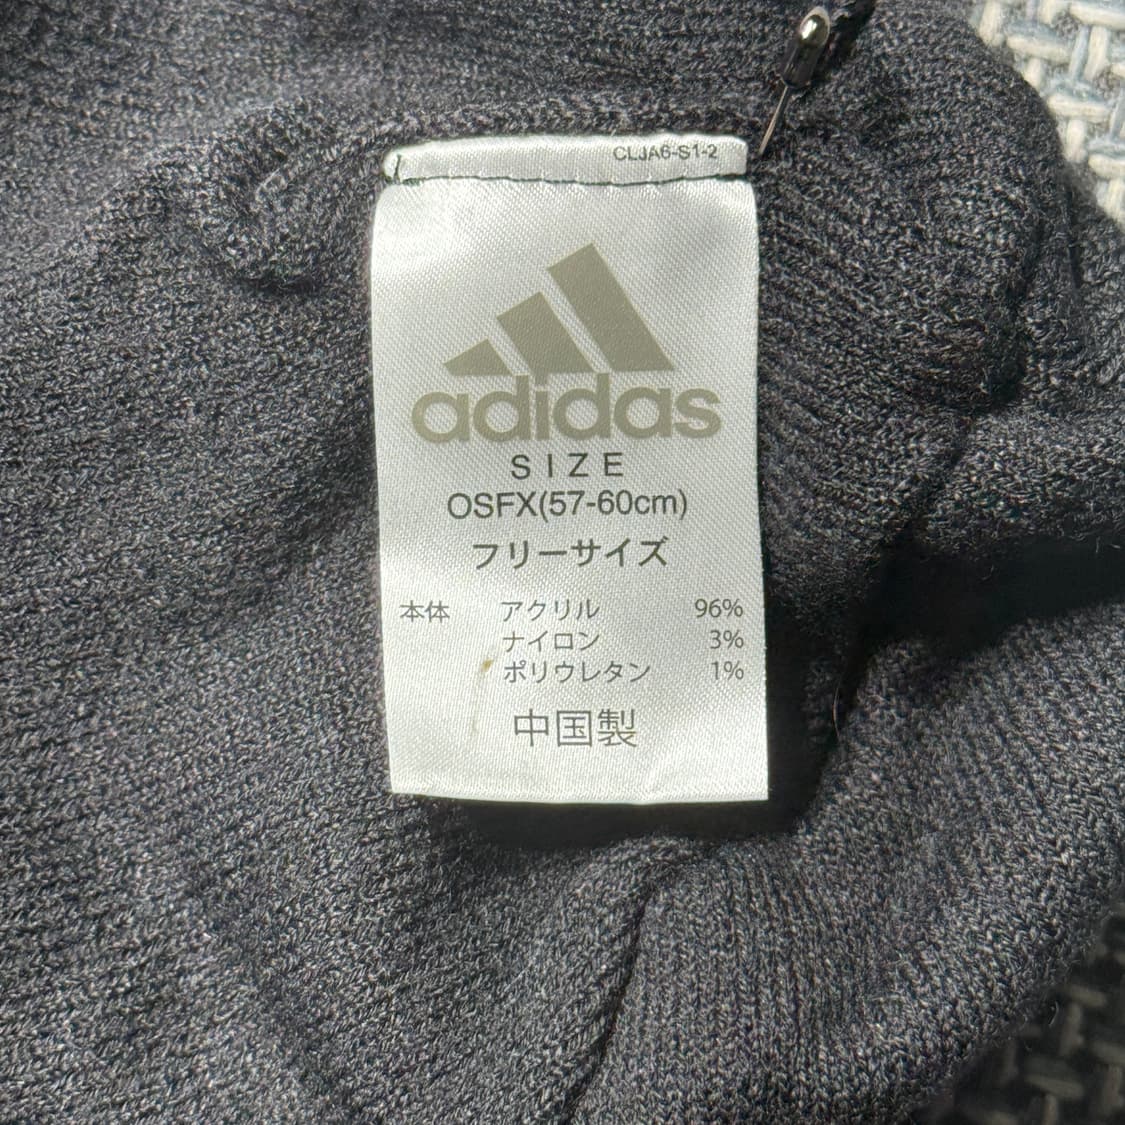 CLJA6-S1-2
adidas
SIZE
OSFX(57-60cm)
フリーサイズ
本体 アクリル 96%
ナイロン 3%
ポリウレタン 1%
中国製